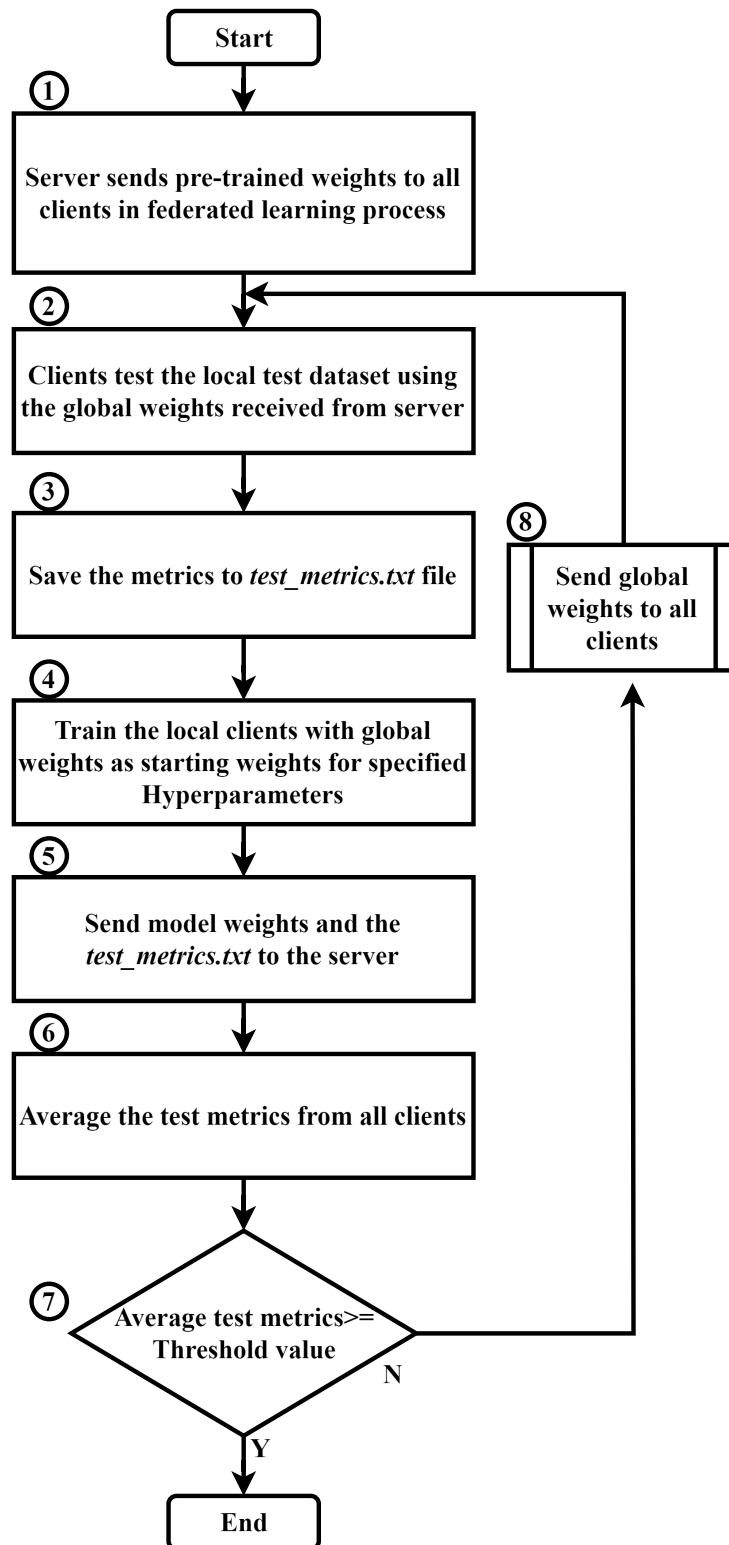 Start
1
Server sends pre-trained weights to all
clients in federated learning process
2
Clients test the local test dataset using
the global weights received from server
3
Save the metrics to test_metrics.txt file
8
Send global
weights to all
clients
4
Train the local clients with global
weights as starting weights for specified
Hyperparameters
5
Send model weights and the
test_metrics.txt to the server
6
Average the test metrics from all clients
7
Average test metrics>=
Threshold value
N
Y
End